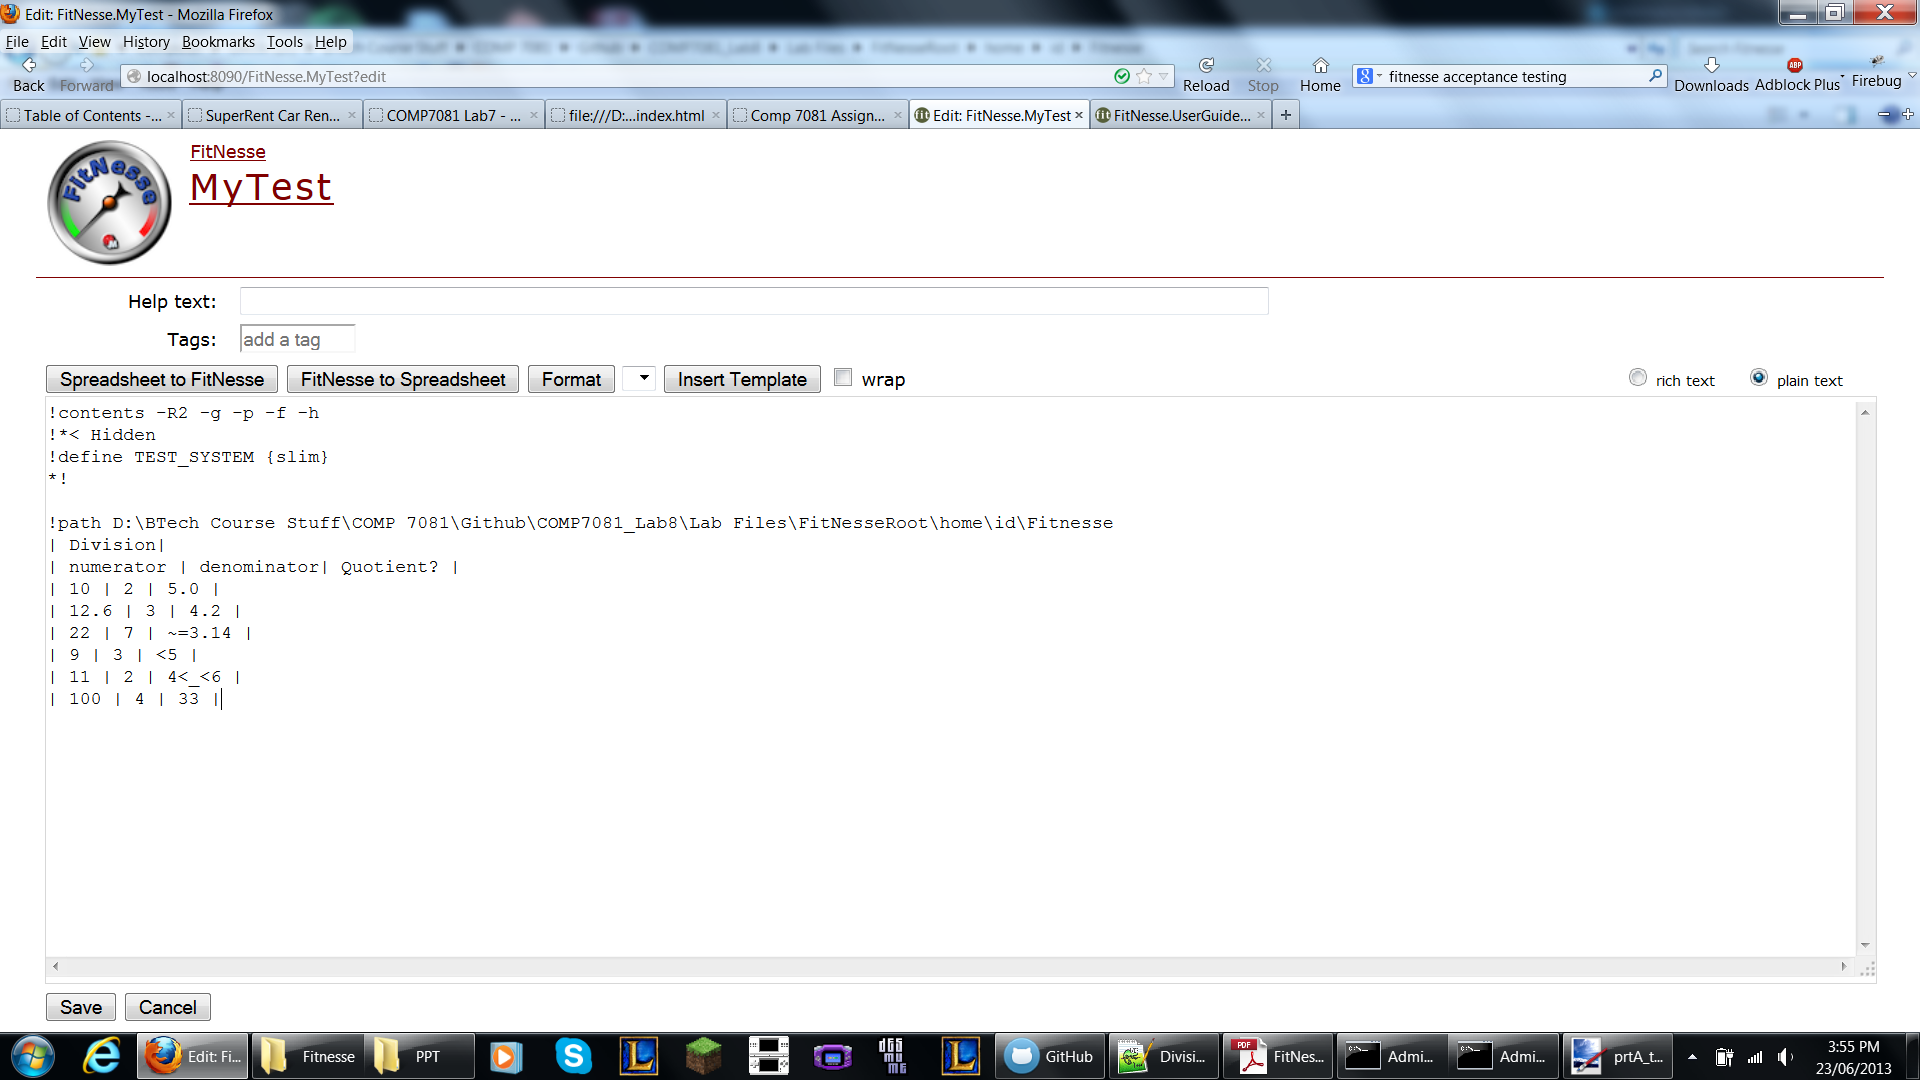 Edit: FitNesse.MyTest - Mozilla Firefox
File Edit View History Bookmarks Tools Help
Back Forward localhost:8090/FitNesse.MyTest?edit Reload Stop Home fitnesse acceptance testing Downloads Adblock Plus Firebug
Table of Contents -... SuperRent Car Ren... COMP7081 Lab7 - ... file:///D:...index.html Comp 7081 Assign... Edit: FitNesse.MyTest FitNesse.UserGuide...
FitNesse
FitNesse
MyTest
Help text:
Tags: add a tag
Spreadsheet to FitNesse FitNesse to Spreadsheet Format Insert Template wrap rich text plain text
!contents -R2 -g -p -f -h
!*< Hidden
!define TEST_SYSTEM {slim}
*!
!path D:\BTech Course Stuff\COMP 7081\Github\COMP7081_Lab8\Lab Files\FitNesseRoot\home\id\Fitnesse
| Division|
| numerator | denominator| Quotient? |
| 10 | 2 | 5.0 |
| 12.6 | 3 | 4.2 |
| 22 | 7 | ~=3.14 |
| 9 | 3 | <5 |
| 11 | 2 | 4<_<6 |
| 100 | 4 | 33 |
Save Cancel
Edit: Fi... Fitnesse PPT GitHub Divisi... FitNes... Admi... Admi... prtA_t... 3:55 PM
23/06/2013